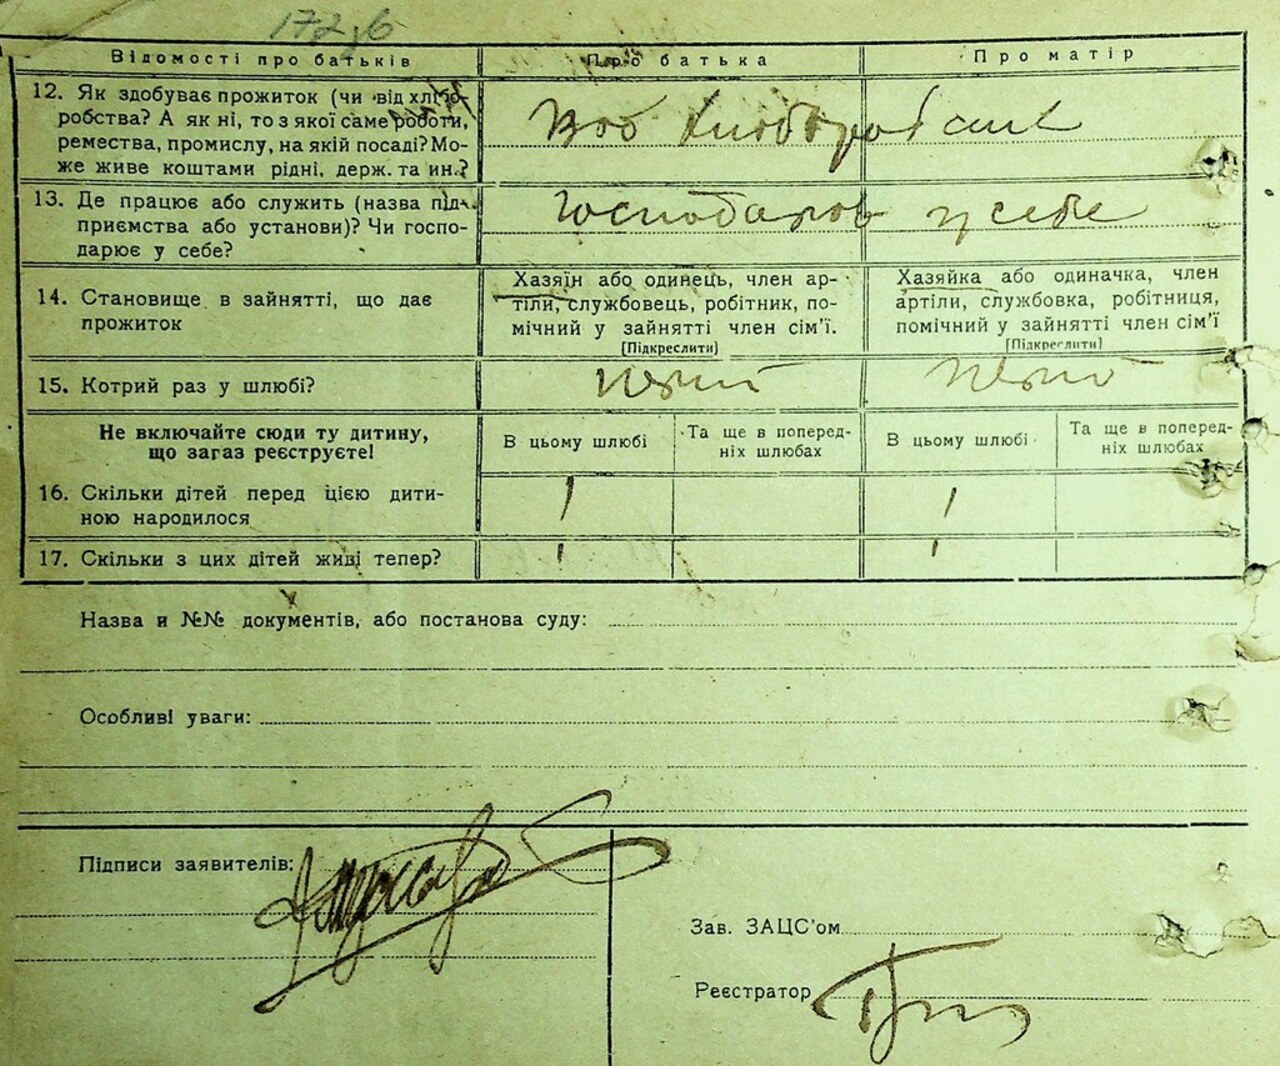 172 зб
Відомості про батьків Про батька Про матір
12. Як здобуває прожиток (чи від хлібо-
робства? А як ні, то з якої саме роботи,
ремества, промислу, на якій посаді? Мо-
же живе коштами рідні, держ. та ин.?
13. Де працює або служить (назва під-
приємства або установи)? Чи госпо-
дарює у себе?
у себе
14. Становище в зайнятті, що дає
прожиток
Хазяїн або одинець, член ар-
тіли, службовець, робітник, по-
мічний у зайнятті член сім'ї.
[Підкреслити]
Хазяйка або одиначка, член
артіли, службовка, робітниця,
помічний у зайнятті член сім'ї
[Підкреслити]
15. Котрий раз у шлюбі?
Не включайте сюди ту дитину,
що загаз реєструєте!
В цьому шлюбі
Та ще в поперед-
ніх шлюбах
В цьому шлюбі
Та ще в поперед-
ніх шлюбах
16. Скільки дітей перед цією дити-
ною народилося
1 1
17. Скільки з цих дітей живі тепер?
1 1
Назва и №№ документів, або постанова суду:
Особливі уваги:
Підписи заявителів:
Зав. ЗАЦС'ом
Реєстратор